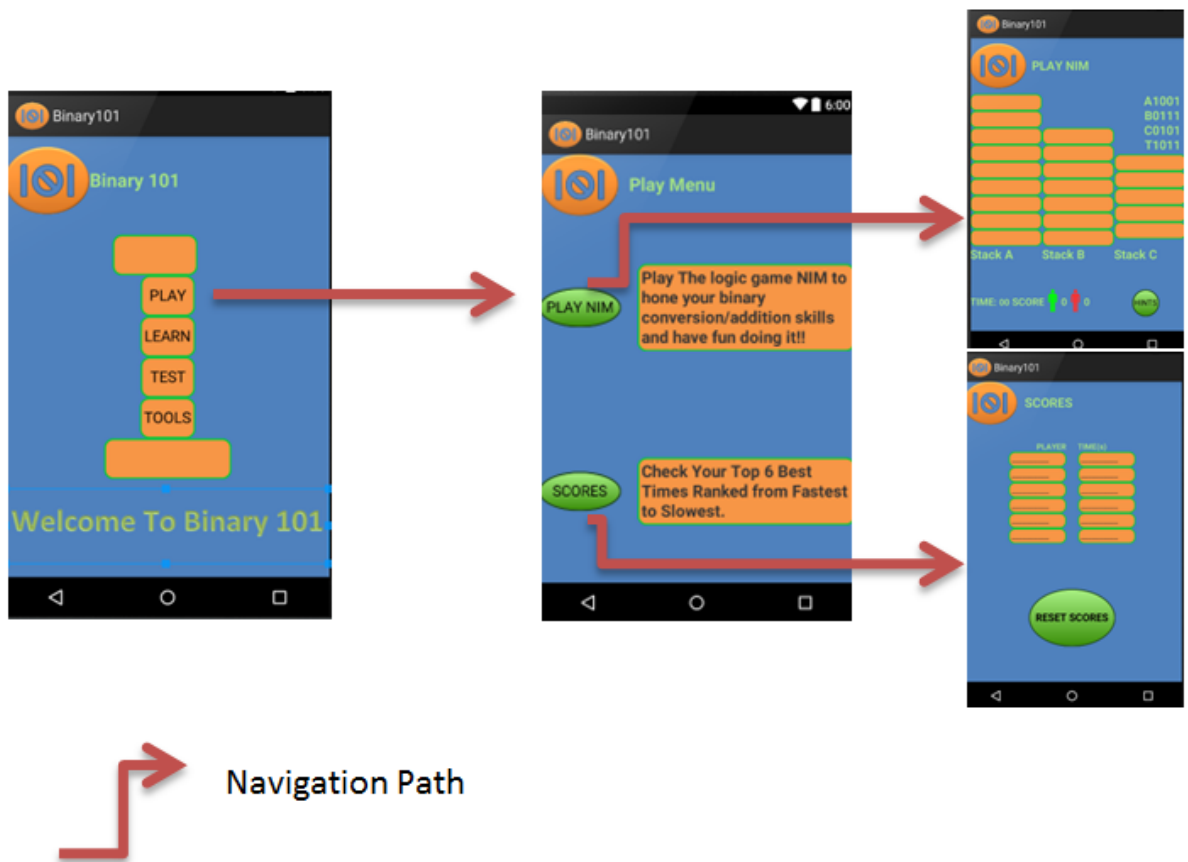 Binary101
Binary 101
PLAY
LEARN
TEST
TOOLS
Welcome To Binary 101
6:00
Binary101
Play Menu
PLAY NIM
Play The logic game NIM to
hone your binary
conversion/addition skills
and have fun doing it!!
SCORES
Check Your Top 6 Best
Times Ranked from Fastest
to Slowest.
Binary101
PLAY NIM
A1001
B0111
C0101
T1011
Stack A Stack B Stack C
TIME: 00 SCORE 0 0
HINTS
Binary101
SCORES
PLAYER TIME(s)
RESET SCORES
Navigation Path